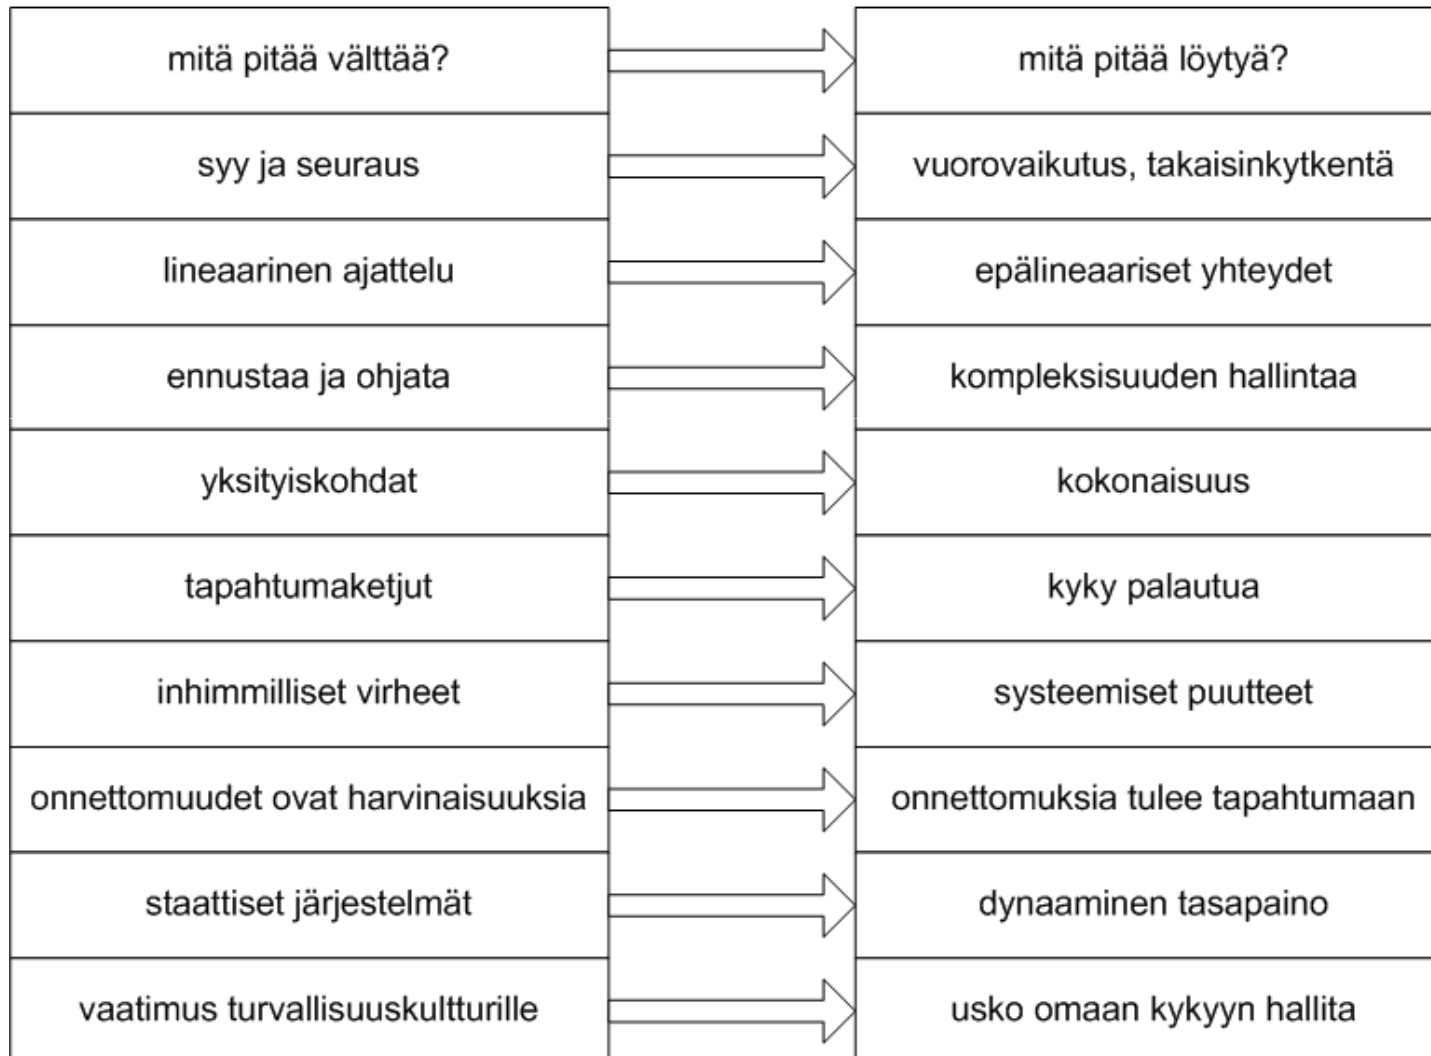 mitä pitää välttää?
mitä pitää löytyä?
syy ja seuraus
vuorovaikutus, takaisinkytkentä
lineaarinen ajattelu
epälineaariset yhteydet
ennustaa ja ohjata
kompleksisuuden hallintaa
yksityiskohdat
kokonaisuus
tapahtumaketjut
kyky palautua
inhimmilliset virheet
systeemiset puutteet
onnettomuudet ovat harvinaisuuksia
onnettomuksia tulee tapahtumaan
staattiset järjestelmät
dynaaminen tasapaino
vaatimus turvallisuuskultturille
usko omaan kykyyn hallita